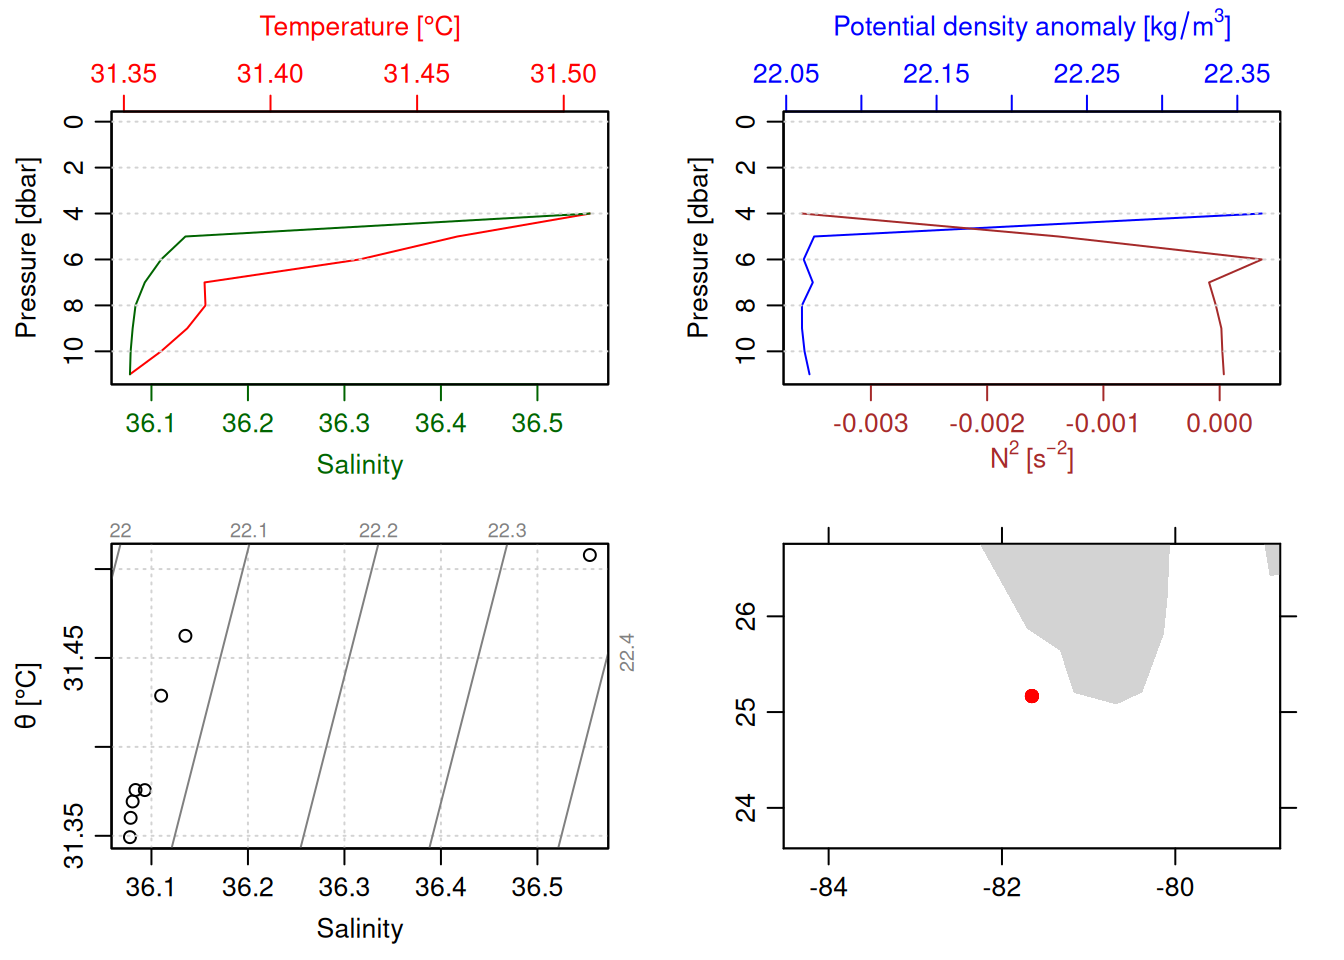 Temperature [°C]
31.35 31.40 31.45 31.50
Pressure [dbar]
0 2 4 6 8 10
36.1 36.2 36.3 36.4 36.5
Salinity
Potential density anomaly [kg/m³]
22.05 22.15 22.25 22.35
Pressure [dbar]
0 2 4 6 8 10
-0.003 -0.002 -0.001 0.000
N² [s⁻²]
22 22.1 22.2 22.3
22.4
θ [°C]
31.45
31.35
36.1 36.2 36.3 36.4 36.5
Salinity
26
25
24
-84 -82 -80